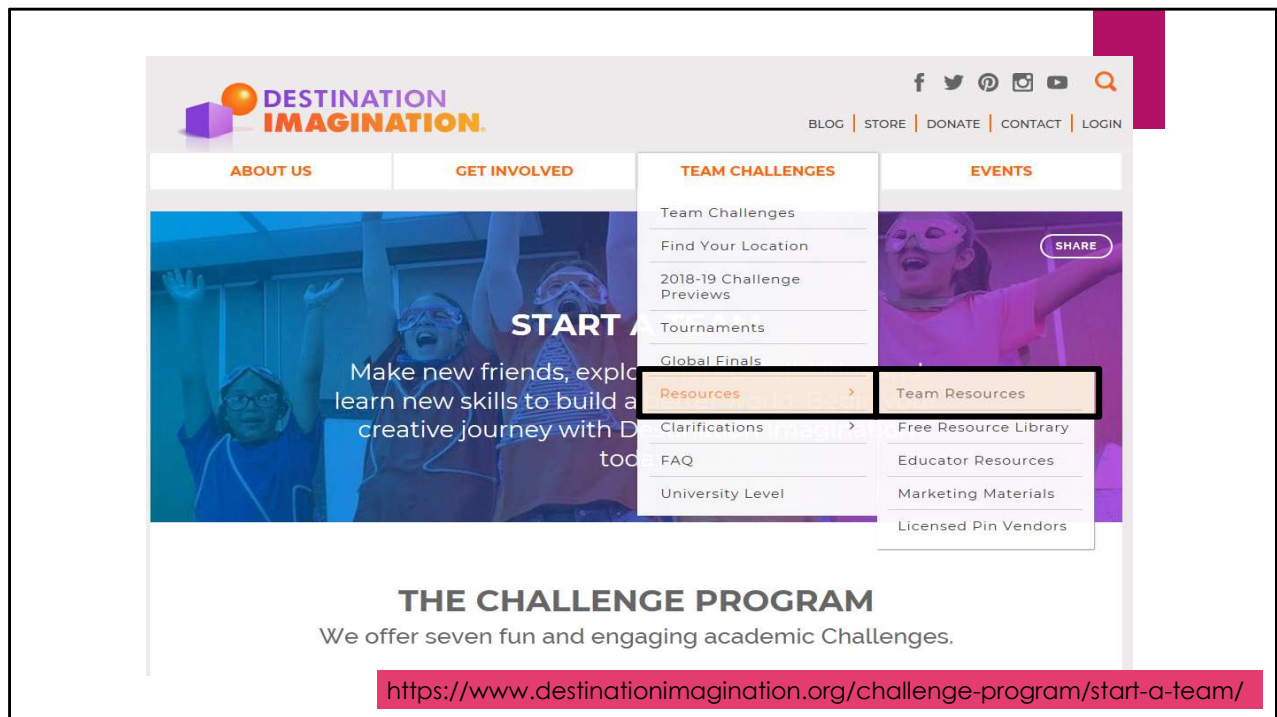 DESTINATION
IMAGINATION.
BLOG | STORE | DONATE | CONTACT | LOGIN
ABOUT US
GET INVOLVED
TEAM CHALLENGES
EVENTS
Team Challenges
Find Your Location
2018-19 Challenge
Previews
Tournaments
Global Finals
Resources >
Clarifications >
FAQ
University Level
Team Resources
Free Resource Library
Educator Resources
Marketing Materials
Licensed Pin Vendors
SHARE
START A TEAM
Make new friends, explo
learn new skills to build a
creative journey with Destination Imagination
toda
THE CHALLENGE PROGRAM
We offer seven fun and engaging academic Challenges.
https://www.destinationimagination.org/challenge-program/start-a-team/